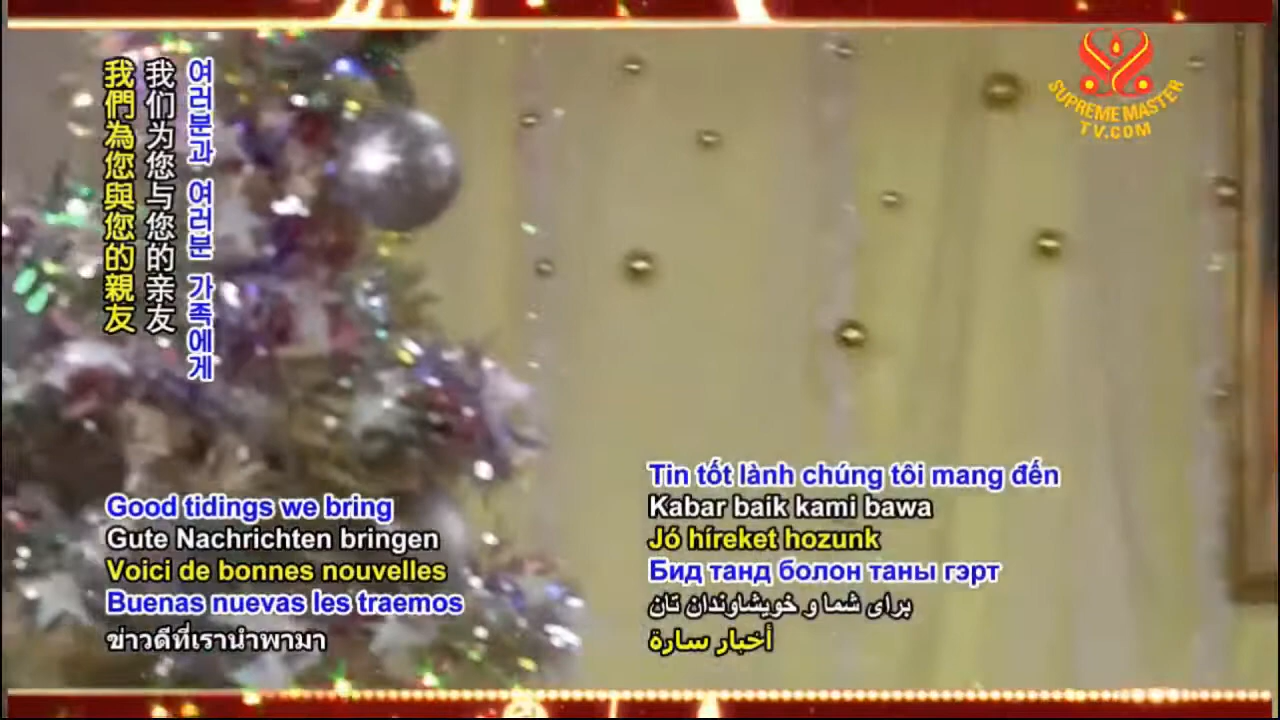 我們為您與您的親友
我们为您与您的亲友
여러분과 여러분 가족에게
SUPREME MASTER
TV.COM
Good tidings we bring
Gute Nachrichten bringen
Voici de bonnes nouvelles
Buenas nuevas les traemos
ข่าวดีที่เรานำพามา
Tin tốt lành chúng tôi mang đến
Kabar baik kami bawa
Jó híreket hozunk
Бид танд болон таны гэрт
برای شما و خویشاوندان تان
أخبار سارة